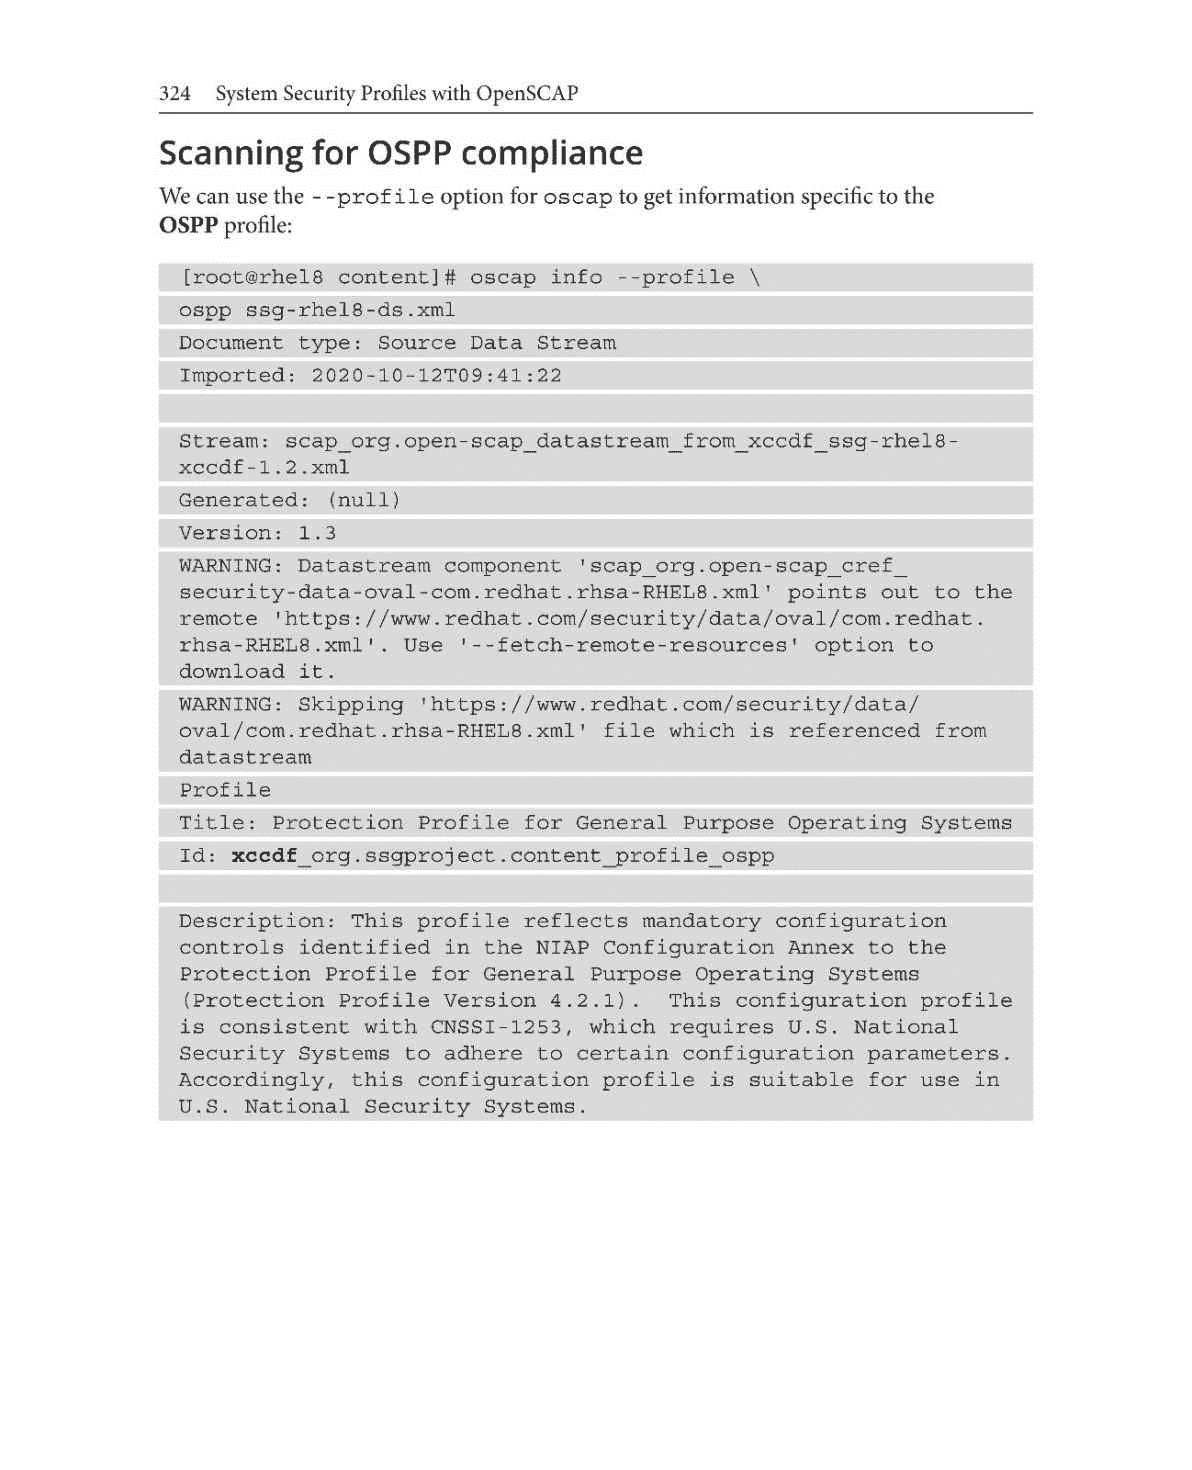 324 System Security Profiles with OpenSCAP
Scanning for OSPP compliance
We can use the --profile option for oscap to get information specific to the
OSPP profile:
[root@rhel8 content]# oscap info --profile \
ospp ssg-rhel8-ds.xml
Document type: Source Data Stream
Imported: 2020-10-12T09:41:22
Stream: scap_org.open-scap_datastream_from_xccdf_ssg-rhel8-
xccdf-1.2.xml
Generated: (null)
Version: 1.3
WARNING: Datastream component 'scap_org.open-scap_cref_
security-data-oval-com.redhat.rhsa-RHEL8.xml' points out to the
remote 'https://www.redhat.com/security/data/oval/com.redhat.
rhsa-RHEL8.xml'. Use '--fetch-remote-resources' option to
download it.
WARNING: Skipping 'https://www.redhat.com/security/data/
oval/com.redhat.rhsa-RHEL8.xml' file which is referenced from
datastream
Profile
Title: Protection Profile for General Purpose Operating Systems
Id: xccdf_org.ssgproject.content_profile_ospp
Description: This profile reflects mandatory configuration
controls identified in the NIAP Configuration Annex to the
Protection Profile for General Purpose Operating Systems
(Protection Profile Version 4.2.1).  This configuration profile
is consistent with CNSSI-1253, which requires U.S. National
Security Systems to adhere to certain configuration parameters.
Accordingly, this configuration profile is suitable for use in
U.S. National Security Systems.